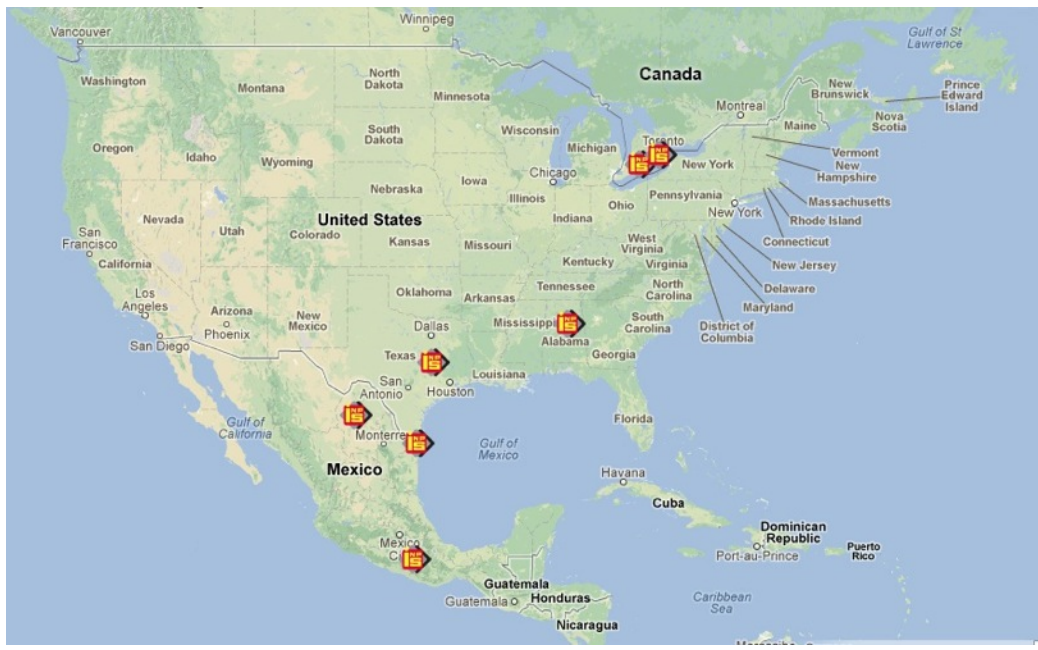 Winnipeg
Vancouver
Gulf of St
Lawrence
Canada
Washington
Montana
North
Dakota
Minnesota
New
Brunswick
Prince
Edward
Island
Montreal
Maine
Nova
Scotia
Oregon
Idaho
South
Dakota
Wisconsin
Michigan
Toronto
Vermont
New
Hampshire
Wyoming
Chicago
New York
Massachusetts
Nebraska
Iowa
Illinois
Ohio
Pennsylvania
New York
Rhode Island
Indiana
Nevada
United States
Connecticut
San
Francisco
Utah
Colorado
Kansas
Missouri
West
Virginia
Virginia
New Jersey
California
Kentucky
Delaware
Maryland
Los
Angeles
Arizona
Phoenix
New
Mexico
Oklahoma
Arkansas
Tennessee
North
Carolina
South
Carolina
District of
Columbia
San Diego
Dallas
Mississippi
Alabama
Georgia
Texas
Louisiana
San
Antonio
Houston
Gulf of
California
Florida
Monterre
Gulf of
Mexico
Mexico
Havana
Cuba
Dominican
Republic
Port-au-Prince
Puerto
Rico
Mexico
C
Guatemala
Guatemala
Honduras
Nicaragua
Caribbean
Sea